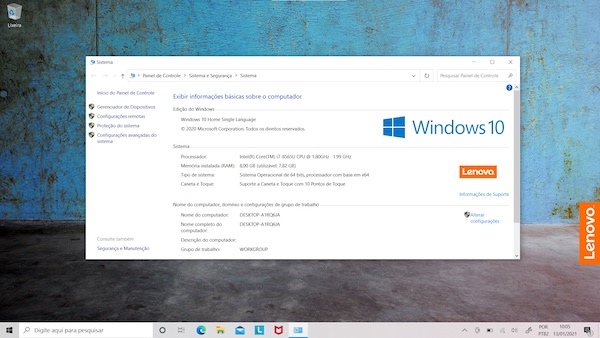 Lixeira
Sistema
Painel de Controle
Sistema e Segurança
Sistema
Pesquisar Painel de Controle
Início do Painel de Controle
Gerenciador de Dispositivos
Configurações remotas
Proteção do sistema
Configurações avançadas do
sistema
Exibir informações básicas sobre o computador
Edição do Windows
Windows 10 Home Single Language
© 2020 Microsoft Corporation. Todos os direitos reservados.
Windows 10
Sistema
Processador: Intel(R) Core(TM) i7-8565U CPU @ 1.80GHz 1.99 GHz
Memória instalada (RAM): 8,00 GB (utilizável: 7,82 GB)
Tipo de sistema: Sistema Operacional de 64 bits, processador com base em x64
Caneta e Toque: Suporte a Caneta e Toque com 10 Pontos de Toque
Lenovo
Informações de Suporte
Nome do computador, domínio e configurações de grupo de trabalho
Nome do computador:
Nome completo do
computador:
Descrição do computador:
Grupo de trabalho: WORKGROUP
Alterar
configurações
Consulte também
Segurança e Manutenção
Lenovo
Digite aqui para pesquisar
POR
PTB2
10:05
13/01/2021